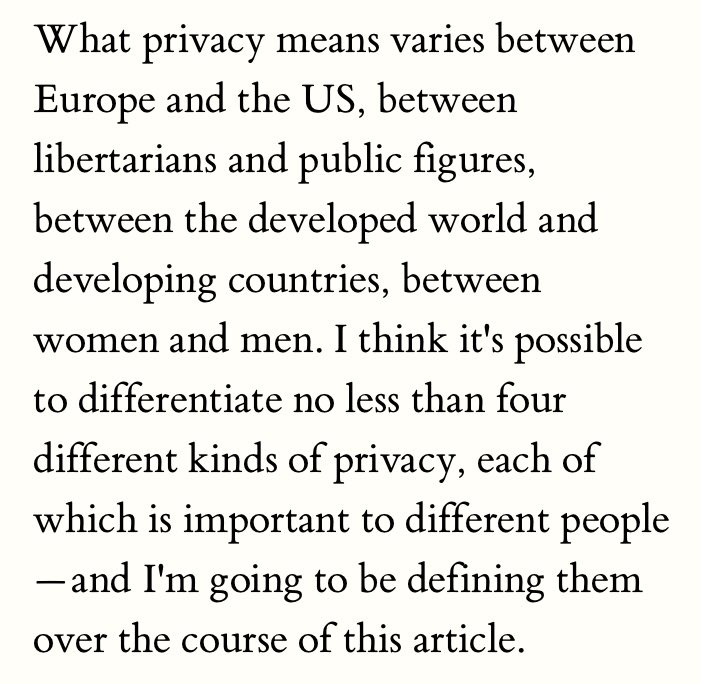 What privacy means varies between
Europe and the US, between
libertarians and public figures,
between the developed world and
developing countries, between
women and men. I think it's possible
to differentiate no less than four
different kinds of privacy, each of
which is important to different people
—and I'm going to be defining them
over the course of this article.